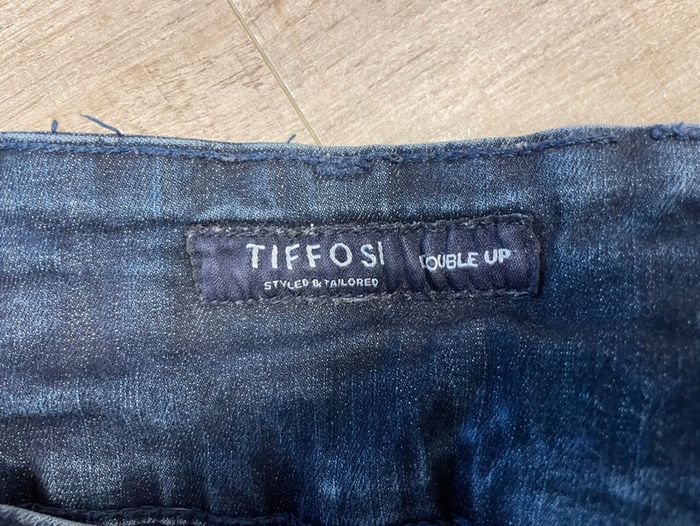 TIFFOSI DOUBLE UP
STYLED & TAILORED